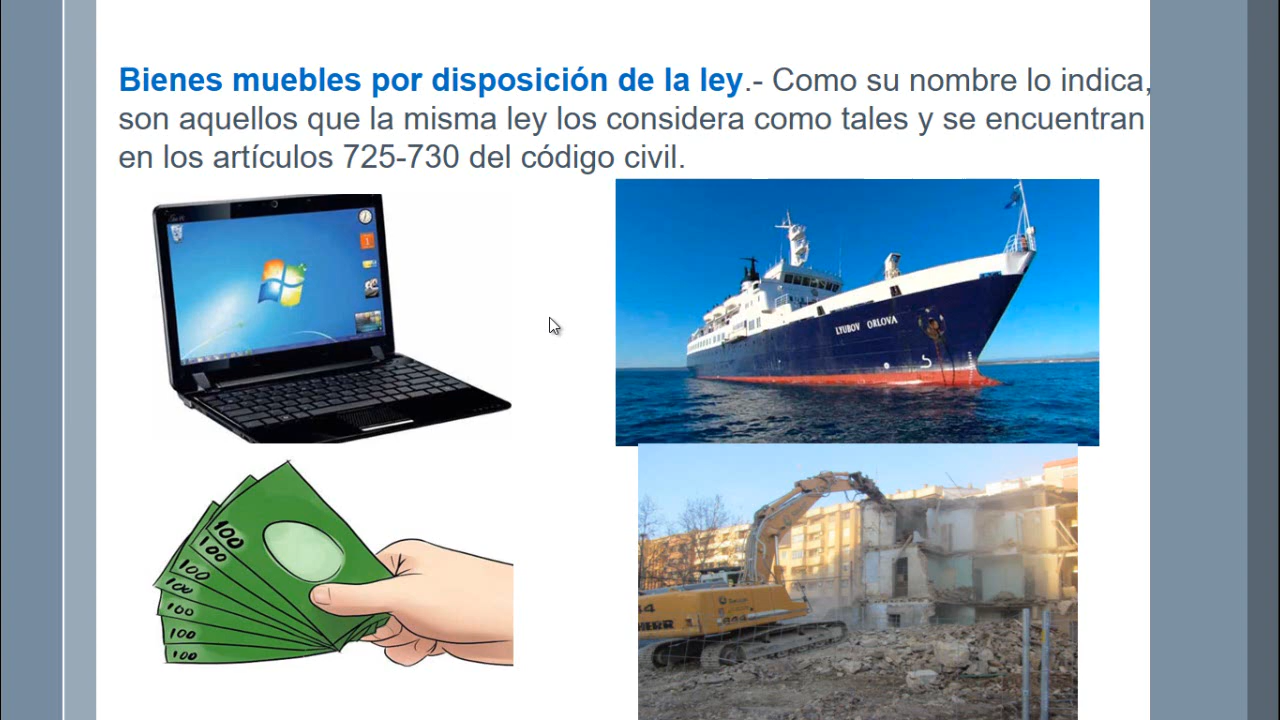 Bienes muebles por disposición de la ley.- Como su nombre lo indica,
son aquellos que la misma ley los considera como tales y se encuentran
en los artículos 725-730 del código civil.
LYUBOV ORLOVA
100
100
100
100
100
100
100